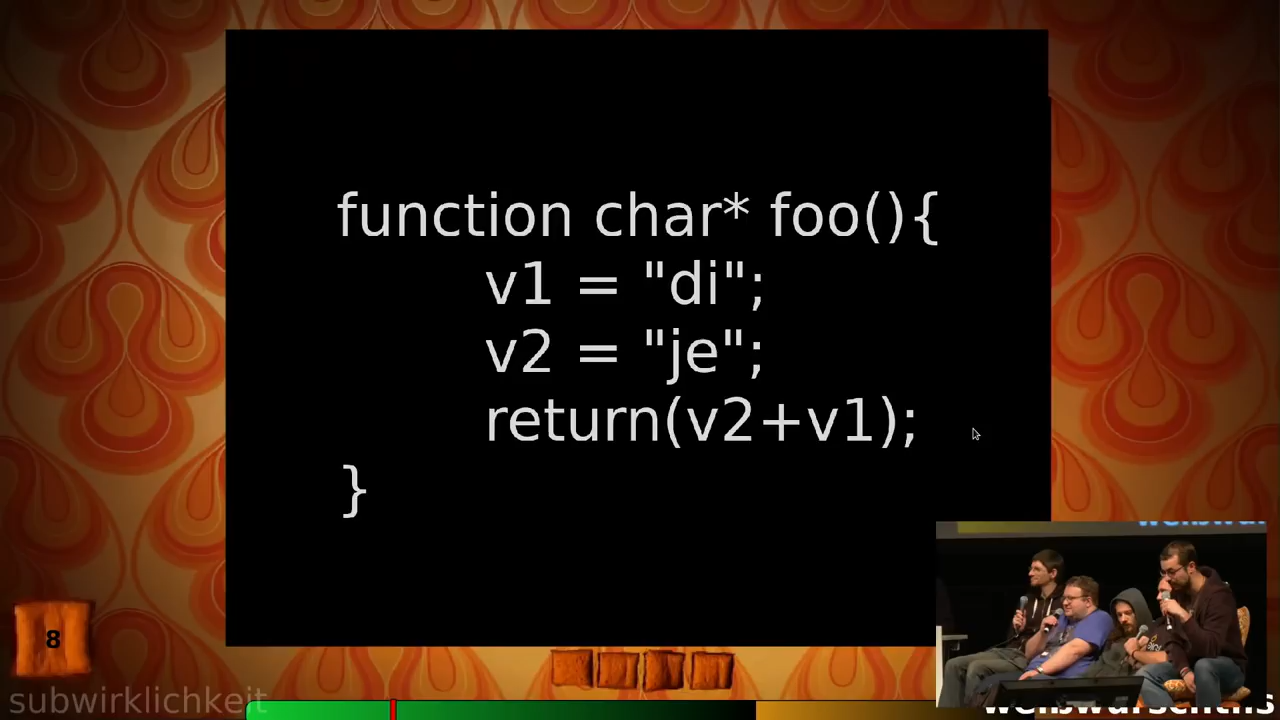 function char* foo(){
v1 = "di";
v2 = "je";
return(v2+v1);
}
8
subwirklichkeit